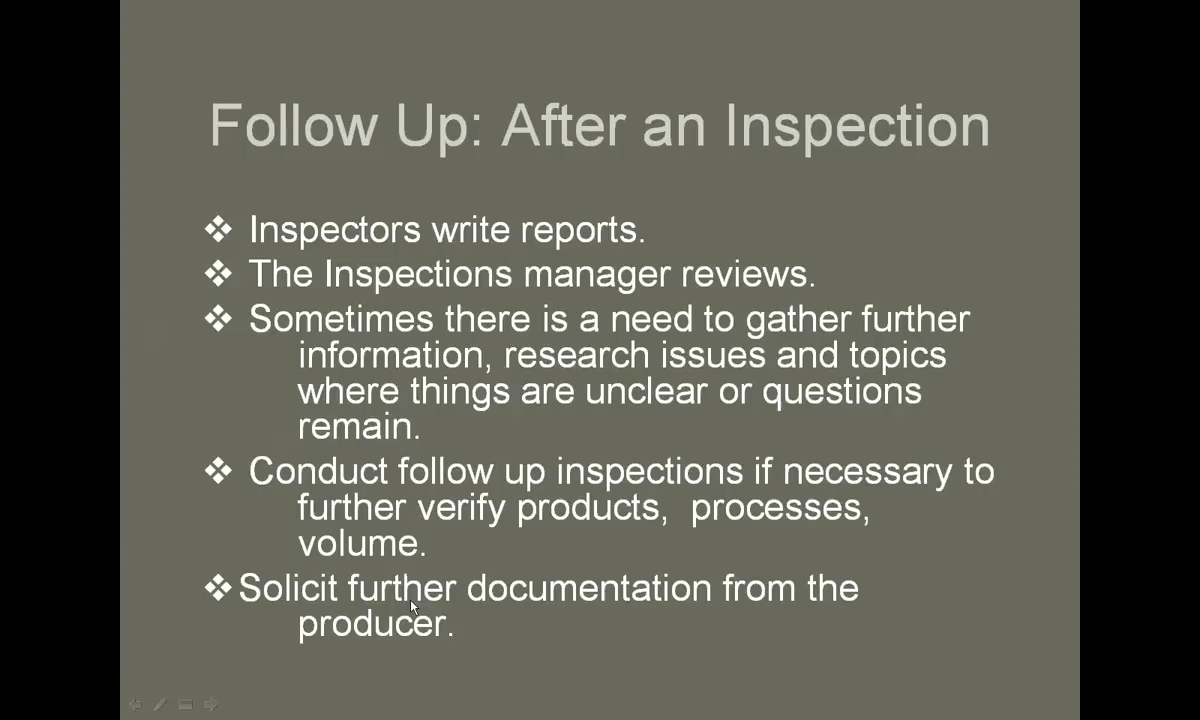 Follow Up: After an Inspection
❖ Inspectors write reports.
❖ The Inspections manager reviews.
❖ Sometimes there is a need to gather further
information, research issues and topics
where things are unclear or questions
remain.
❖ Conduct follow up inspections if necessary to
further verify products,  processes,
volume.
❖Solicit further documentation from the
producer.